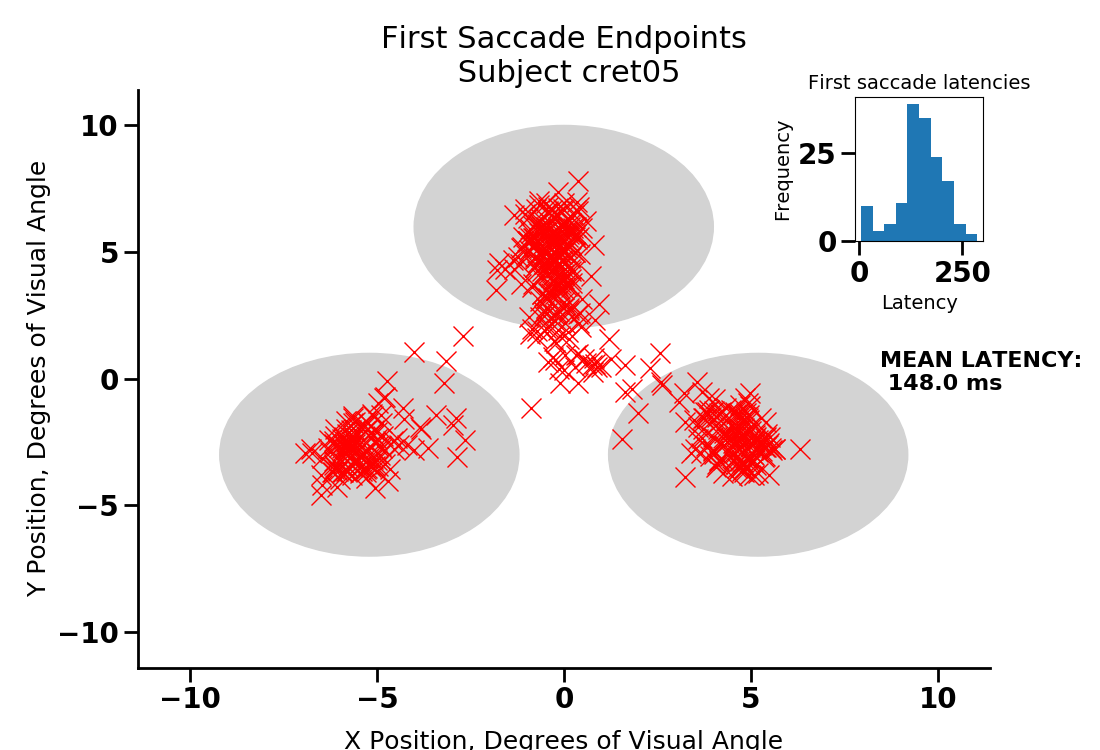 First Saccade Endpoints
Subject cret05
First saccade latencies
Frequency
25
0
0 250
Latency
MEAN LATENCY:
148.0 ms
Y Position, Degrees of Visual Angle
10
5
0
−5
−10
−10 −5 0 5 10
X Position, Degrees of Visual Angle